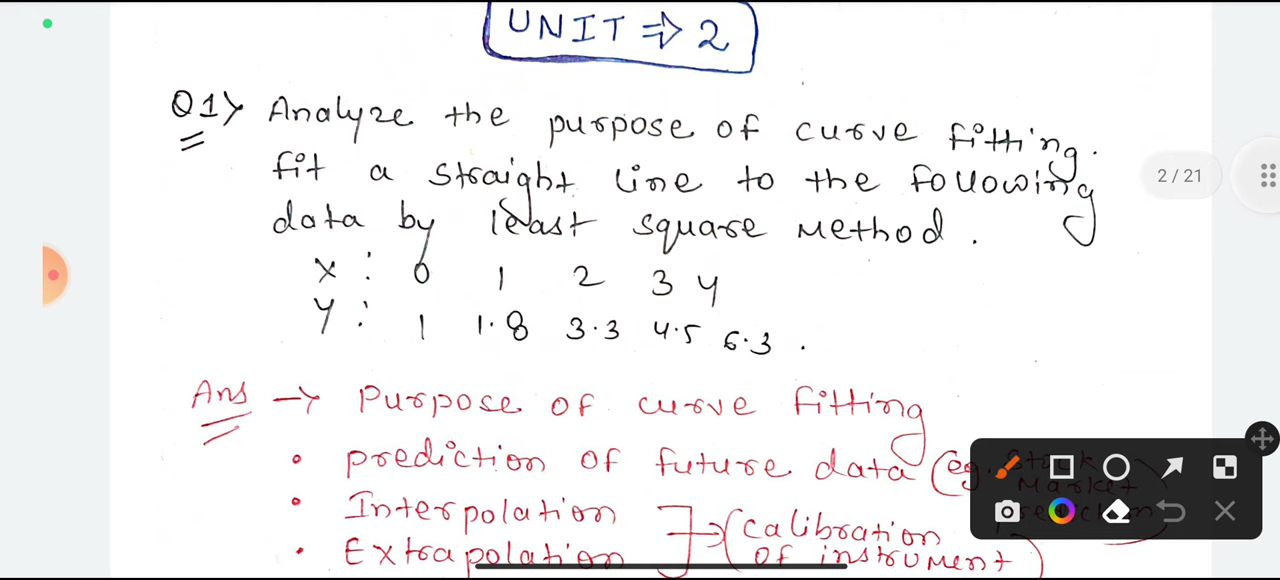 UNIT ⇒ 2
Q1> Analyze the purpose of curve fitting.
fit a straight line to the following
data by least square method.
2 / 21
x : 0 1 2 3 4
y : 1 1.8 3.3 4.5 6.3 .
Ans → Purpose of curve fitting
• prediction of future data (eg.
• Interpolation
• Extrapolation ]→ (calibration
of instrument)